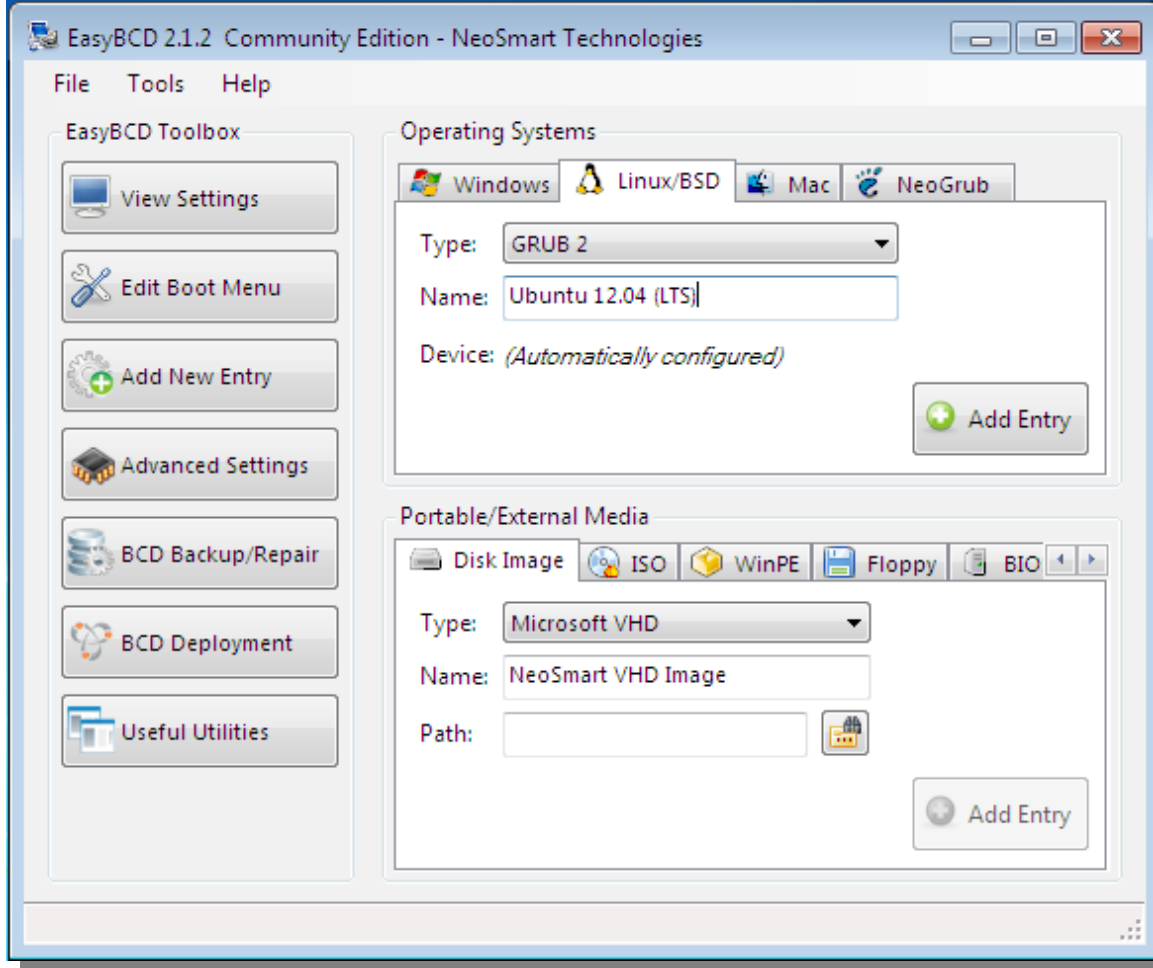 EasyBCD 2.1.2 Community Edition - NeoSmart Technologies
File Tools Help
EasyBCD Toolbox
View Settings
Edit Boot Menu
Add New Entry
Advanced Settings
BCD Backup/Repair
BCD Deployment
Useful Utilities
Operating Systems
Windows Linux/BSD Mac NeoGrub
Type: GRUB 2
Name: Ubuntu 12.04 (LTS)
Device: (Automatically configured)
Add Entry
Portable/External Media
Disk Image ISO WinPE Floppy BIO
Type: Microsoft VHD
Name: NeoSmart VHD Image
Path:
Add Entry